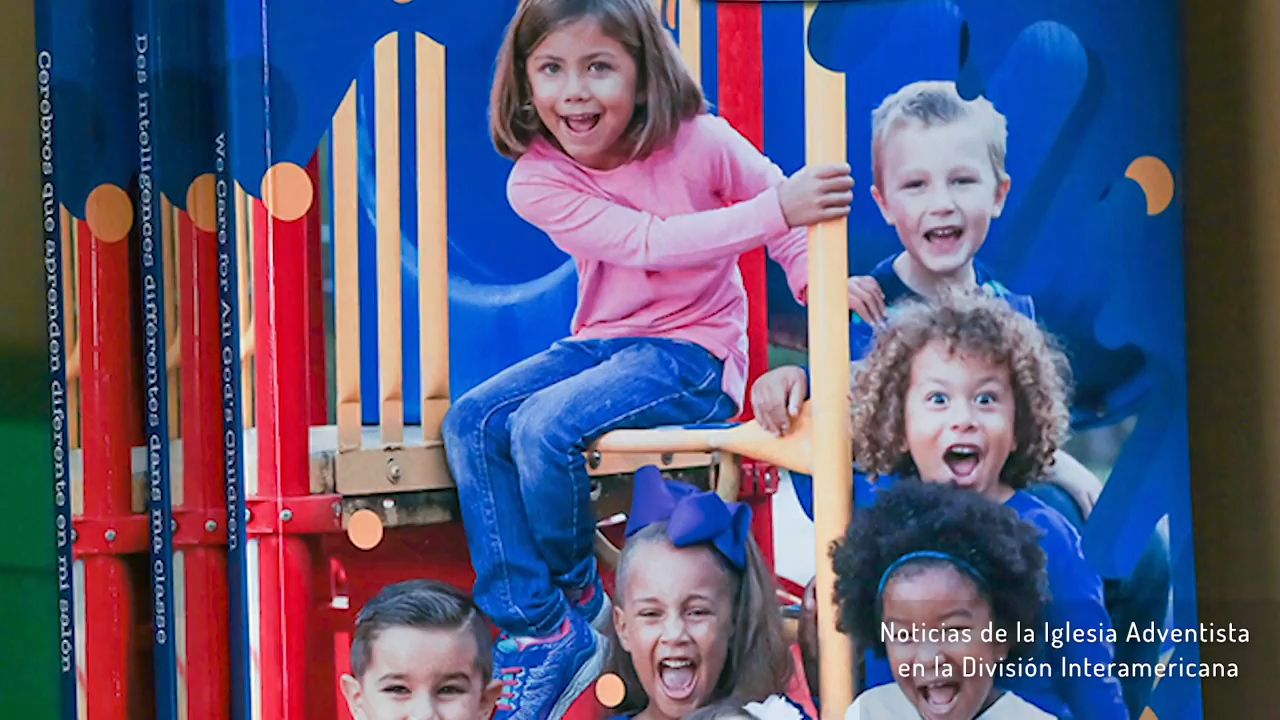 Cerebros que aprenden diferente en mi salón
Des intelligences différentes dans ma classe
We Care for All God's Children
Noticias de la Iglesia Adventista
en la División Interamericana